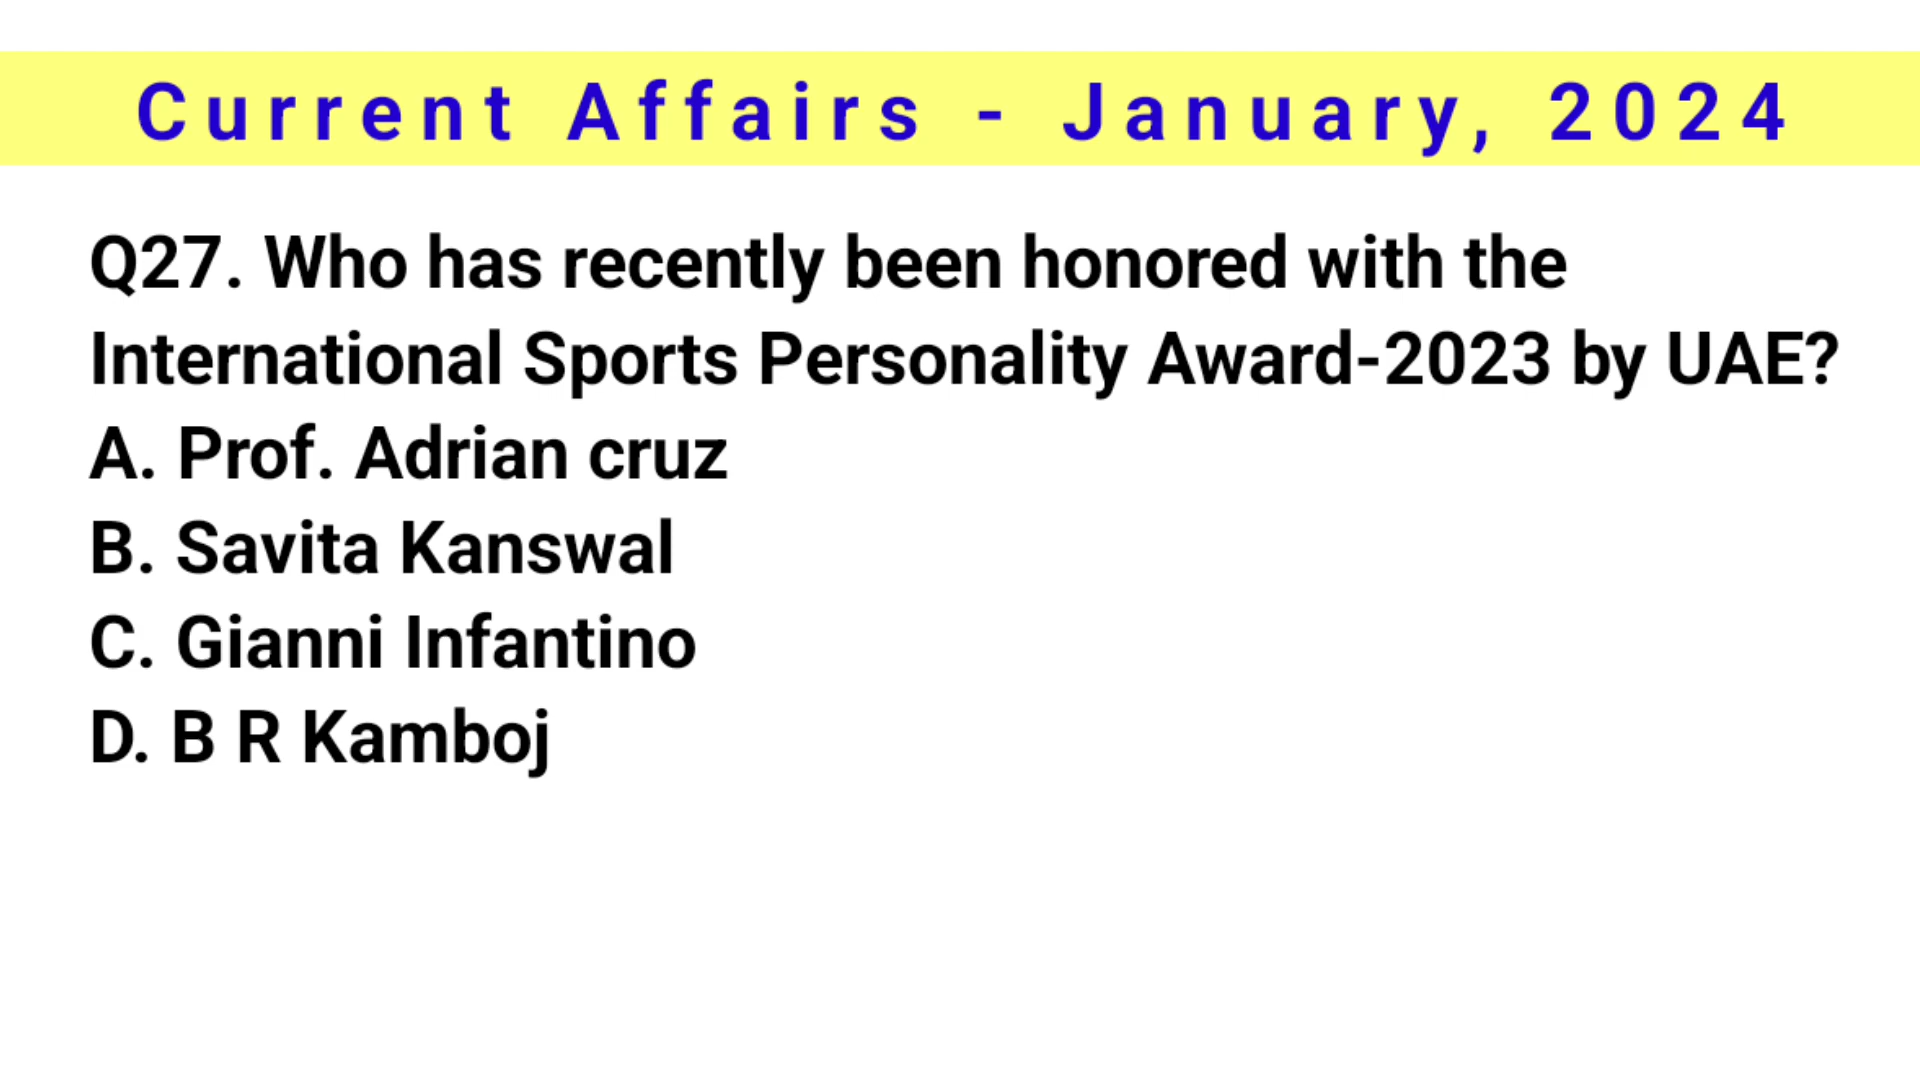 Current Affairs - January, 2024
Q27. Who has recently been honored with the
International Sports Personality Award-2023 by UAE?
A. Prof. Adrian cruz
B. Savita Kanswal
C. Gianni Infantino
D. B R Kamboj